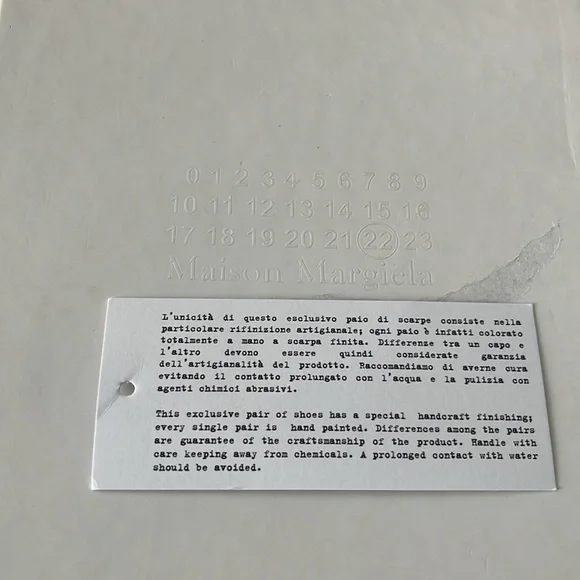 0 1 2 3 4 5 6 7 8 9
10 11 12 13 14 15 16
17 18 19 20 21 22 23
Maison Margiela
L'unicità di questo esclusivo paio di scarpe consiste nella
particolare rifinizione artigianale; ogni paio è infatti colorato
totalmente a mano a scarpa finita. Differenze tra un capo e
l'altro devono essere quindi considerate garanzia
dell'artigianalità del prodotto. Raccomandiamo di averne cura
evitando il contatto prolungato con l'acqua e la pulizia con
agenti chimici abrasivi.
This exclusive pair of shoes has a special handcraft finishing;
every single pair is hand painted. Differences among the pairs
are guarantee of the craftsmanship of the product. Handle with
care keeping away from chemicals. A prolonged contact with water
should be avoided.